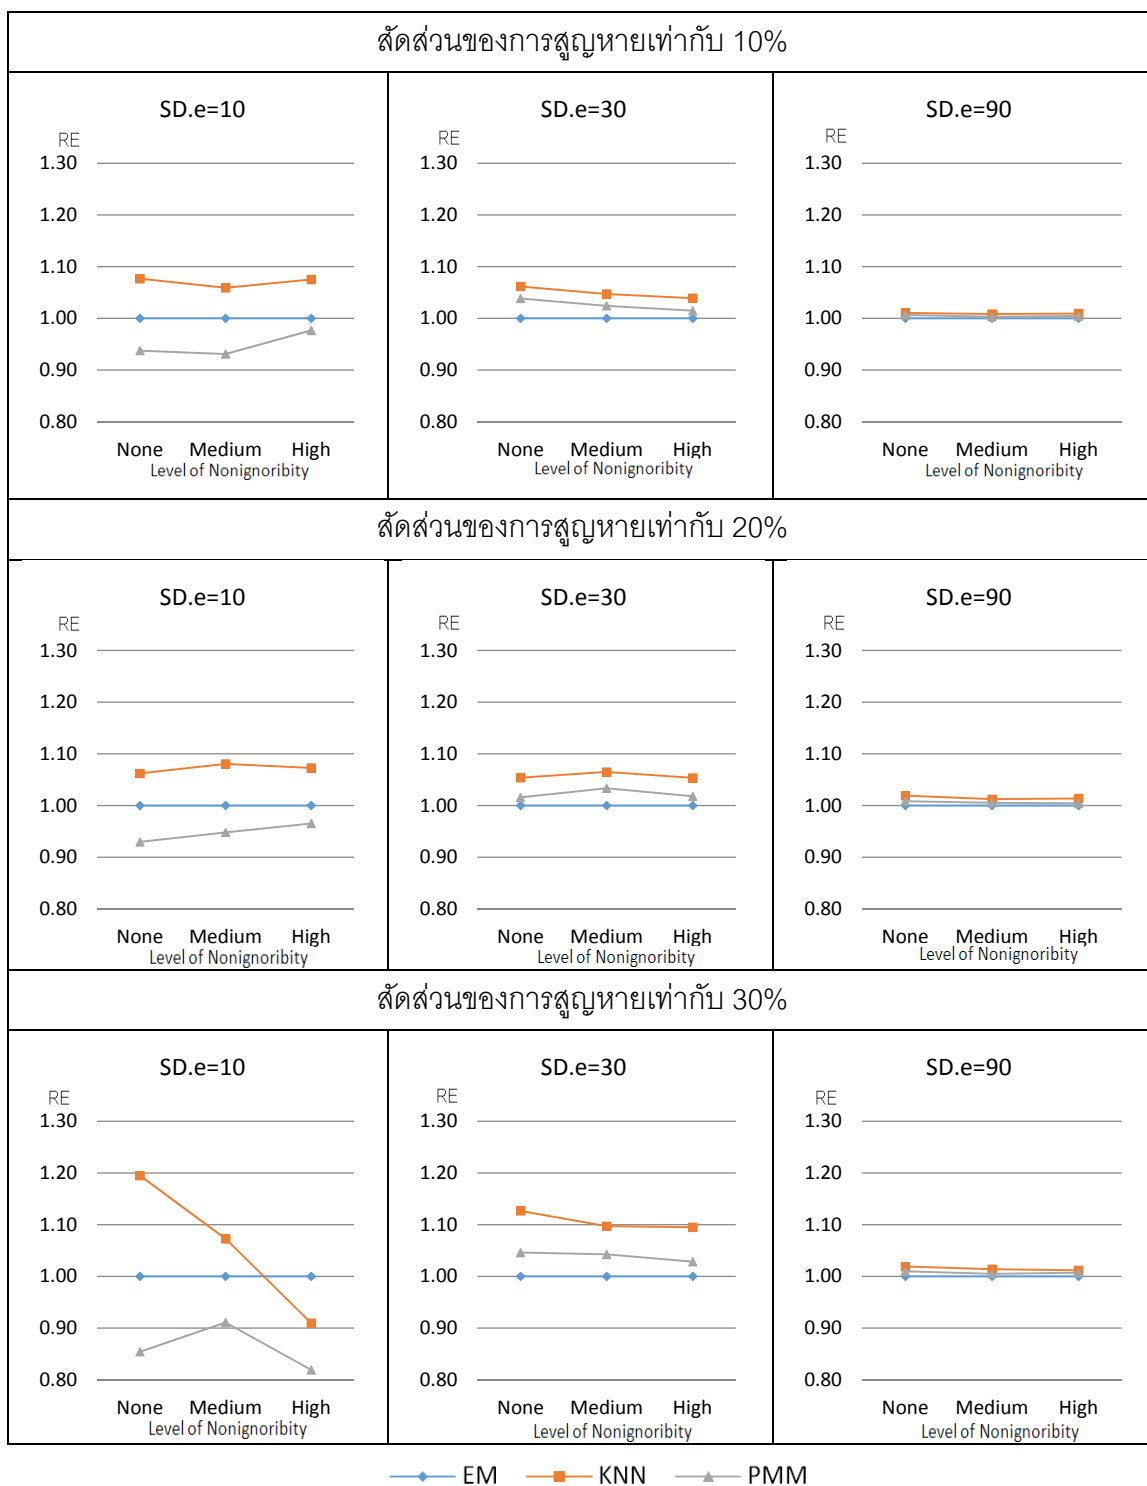 สัดส่วนของการสูญหายเท่ากับ 10%
SD.e=10
RE
1.30
1.20
1.10
1.00
0.90
0.80
None Medium High
Level of Nonignoribity
SD.e=30
RE
1.30
1.20
1.10
1.00
0.90
0.80
None Medium High
Level of Nonignoribity
SD.e=90
RE
1.30
1.20
1.10
1.00
0.90
0.80
None Medium High
Level of Nonignoribity
สัดส่วนของการสูญหายเท่ากับ 20%
SD.e=10
RE
1.30
1.20
1.10
1.00
0.90
0.80
None Medium High
Level of Nonignoribity
SD.e=30
RE
1.30
1.20
1.10
1.00
0.90
0.80
None Medium High
Level of Nonignoribity
SD.e=90
RE
1.30
1.20
1.10
1.00
0.90
0.80
None Medium High
Level of Nonignoribity
สัดส่วนของการสูญหายเท่ากับ 30%
SD.e=10
RE
1.30
1.20
1.10
1.00
0.90
0.80
None Medium High
Level of Nonignoribity
SD.e=30
RE
1.30
1.20
1.10
1.00
0.90
0.80
None Medium High
Level of Nonignoribity
SD.e=90
RE
1.30
1.20
1.10
1.00
0.90
0.80
None Medium High
Level of Nonignoribity
EM KNN PMM